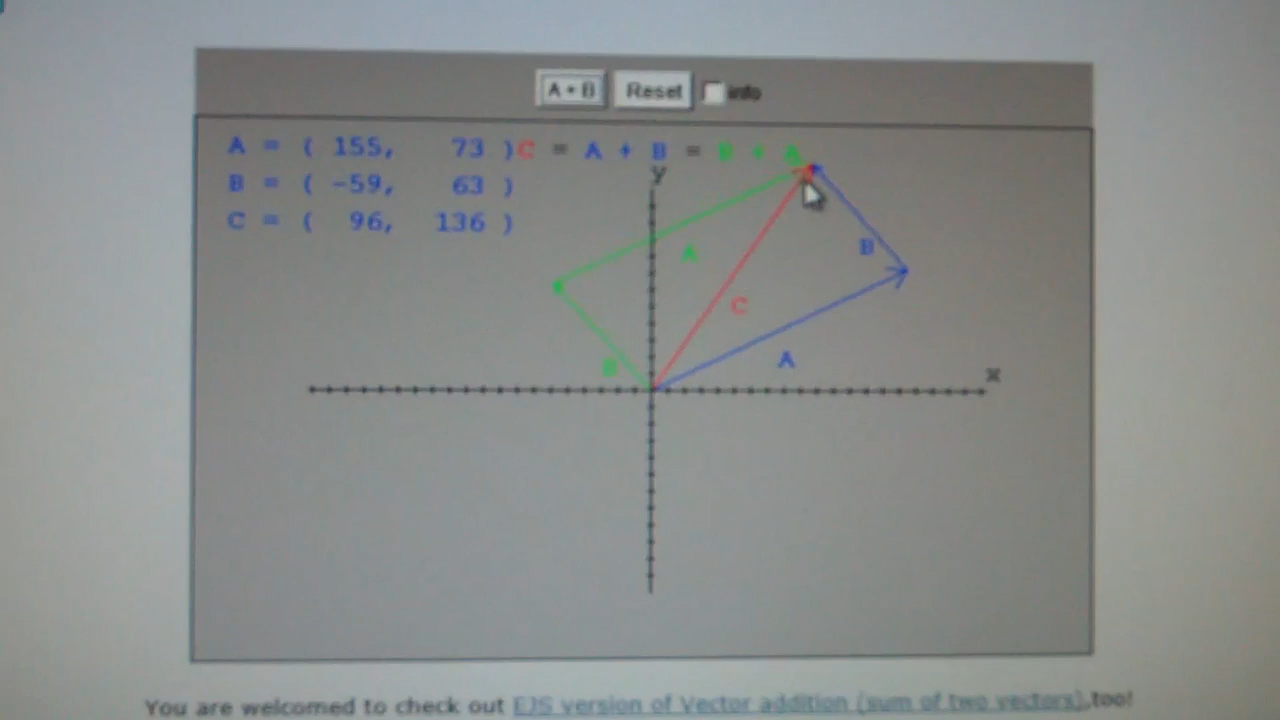 A + B Reset info
A = ( 155, 73 ) C = A + B = B + A
B = ( -59, 63 )
C = ( 96, 136 )
y
A
B
C
B
A
x
You are welcomed to check out EJS version of Vector addition (sum of two vectors),too!